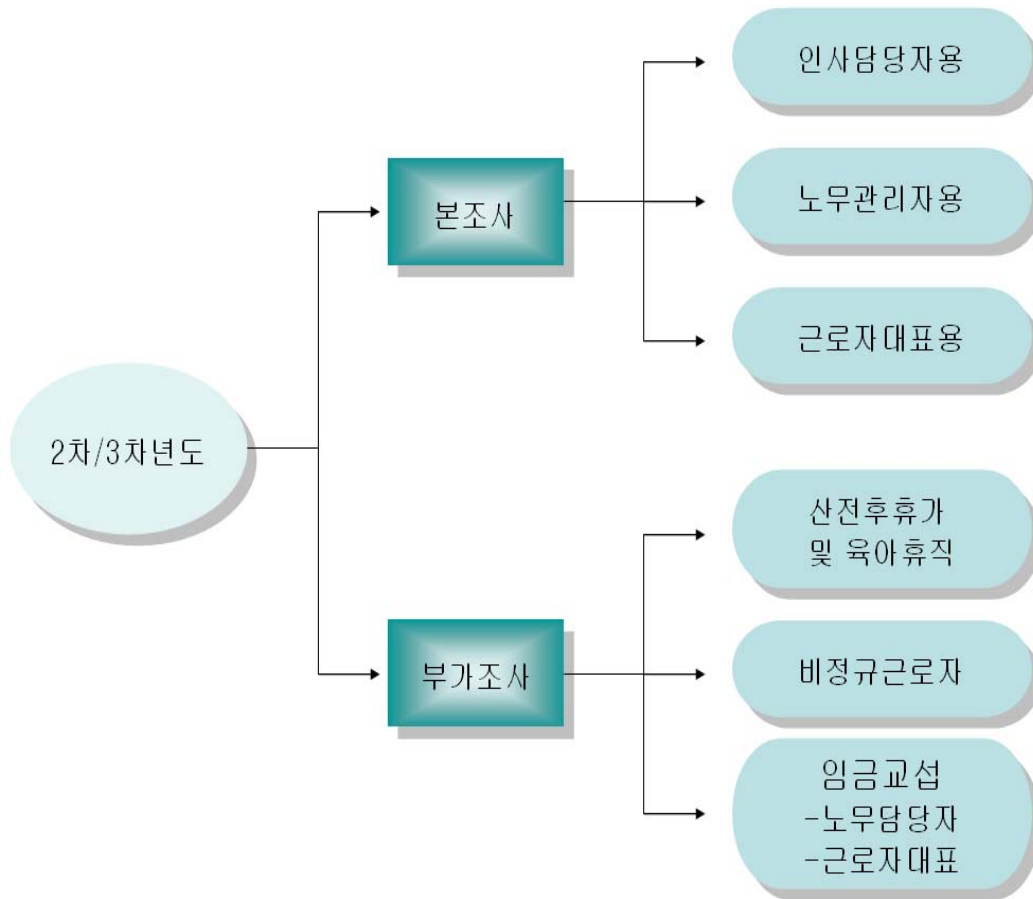 인사담당자용
본조사
노무관리자용
근로자대표용
2차/3차년도
산전후휴가
및 육아휴직
부가조사
비정규근로자
임금교섭
-노무담당자
-근로자대표